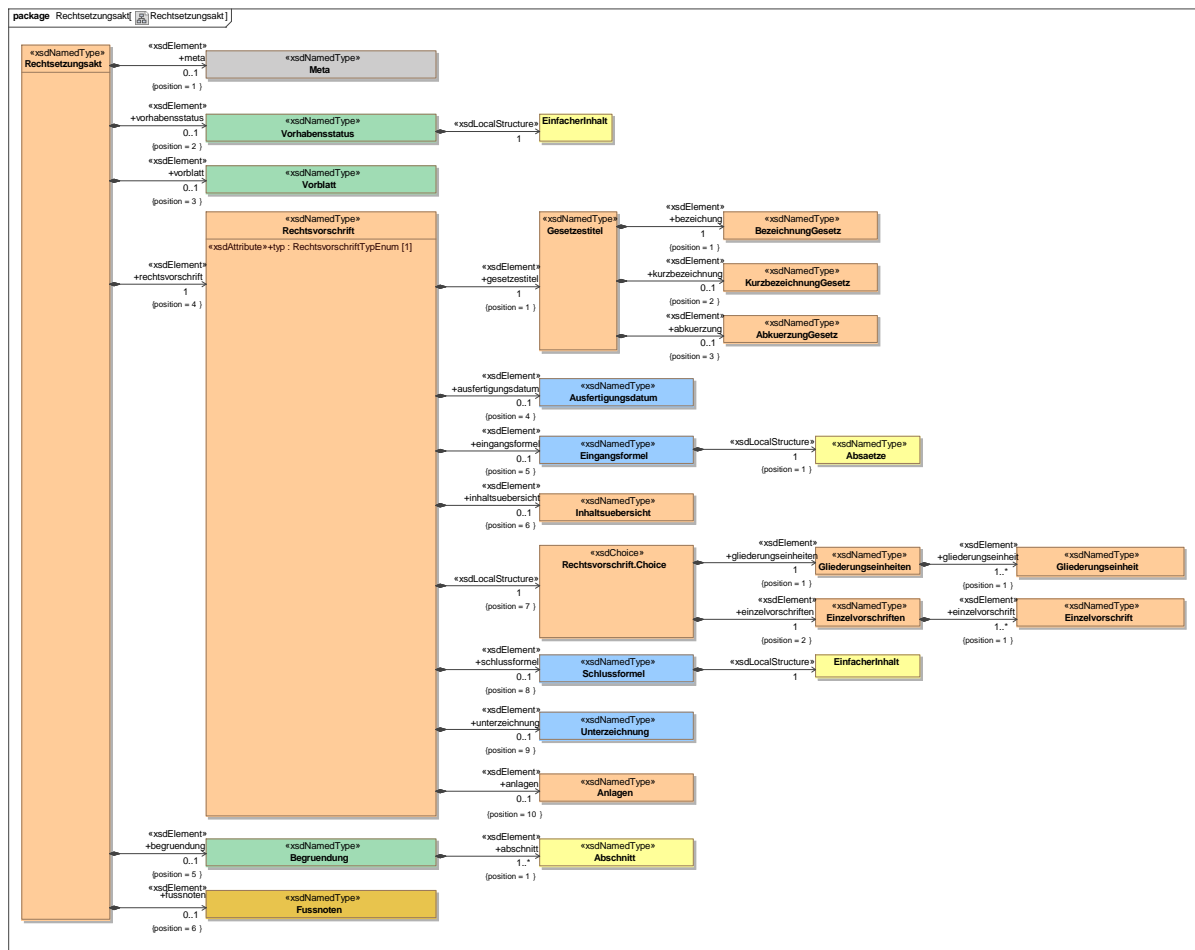 package Rechtsetzungsakt[ Rechtsetzungsakt]
«xsdNamedType»
Rechtsetzungsakt
«xsdElement»
+meta
0..1
{position = 1 }
«xsdNamedType»
Meta
«xsdElement»
+vorhabensstatus
0..1
{position = 2 }
«xsdNamedType»
Vorhabensstatus
«xsdLocalStructure»
1
EinfacherInhalt
«xsdElement»
+vorblatt
0..1
{position = 3 }
«xsdNamedType»
Vorblatt
«xsdElement»
+rechtsvorschrift
1
{position = 4 }
«xsdNamedType»
Rechtsvorschrift
«xsdAttribute»+typ : RechtsvorschriftTypEnum [1]
«xsdElement»
+gesetzestitel
1
{position = 1 }
«xsdNamedType»
Gesetzestitel
«xsdElement»
+bezeichung
1
{position = 1 }
«xsdNamedType»
BezeichnungGesetz
«xsdElement»
+kurzbezeichnung
0..1
{position = 2 }
«xsdNamedType»
KurzbezeichnungGesetz
«xsdElement»
+abkuerzung
0..1
{position = 3 }
«xsdNamedType»
AbkuerzungGesetz
«xsdElement»
+ausfertigungsdatum
0..1
{position = 4 }
«xsdNamedType»
Ausfertigungsdatum
«xsdElement»
+eingangsformel
0..1
{position = 5 }
«xsdNamedType»
Eingangsformel
«xsdLocalStructure»
1
{position = 1 }
«xsdNamedType»
Absaetze
«xsdElement»
+inhaltsuebersicht
0..1
{position = 6 }
«xsdNamedType»
Inhaltsuebersicht
«xsdLocalStructure»
1
{position = 7 }
«xsdChoice»
Rechtsvorschrift.Choice
«xsdElement»
+gliederungseinheiten
1
{position = 1 }
«xsdNamedType»
Gliederungseinheiten
«xsdElement»
+gliederungseinheit
1..*
{position = 1 }
«xsdNamedType»
Gliederungseinheit
«xsdElement»
+einzelvorschriften
1
{position = 2 }
«xsdNamedType»
Einzelvorschriften
«xsdElement»
+einzelvorschrift
1..*
{position = 1 }
«xsdNamedType»
Einzelvorschrift
«xsdElement»
+schlussformel
0..1
{position = 8 }
«xsdNamedType»
Schlussformel
«xsdLocalStructure»
1
EinfacherInhalt
«xsdElement»
+unterzeichnung
0..1
{position = 9 }
«xsdNamedType»
Unterzeichnung
«xsdElement»
+anlagen
0..1
{position = 10 }
«xsdNamedType»
Anlagen
«xsdElement»
+begruendung
0..1
{position = 5 }
«xsdNamedType»
Begruendung
«xsdElement»
+abschnitt
1..*
{position = 1 }
«xsdNamedType»
Abschnitt
«xsdElement»
+fussnoten
0..1
{position = 6 }
«xsdNamedType»
Fussnoten